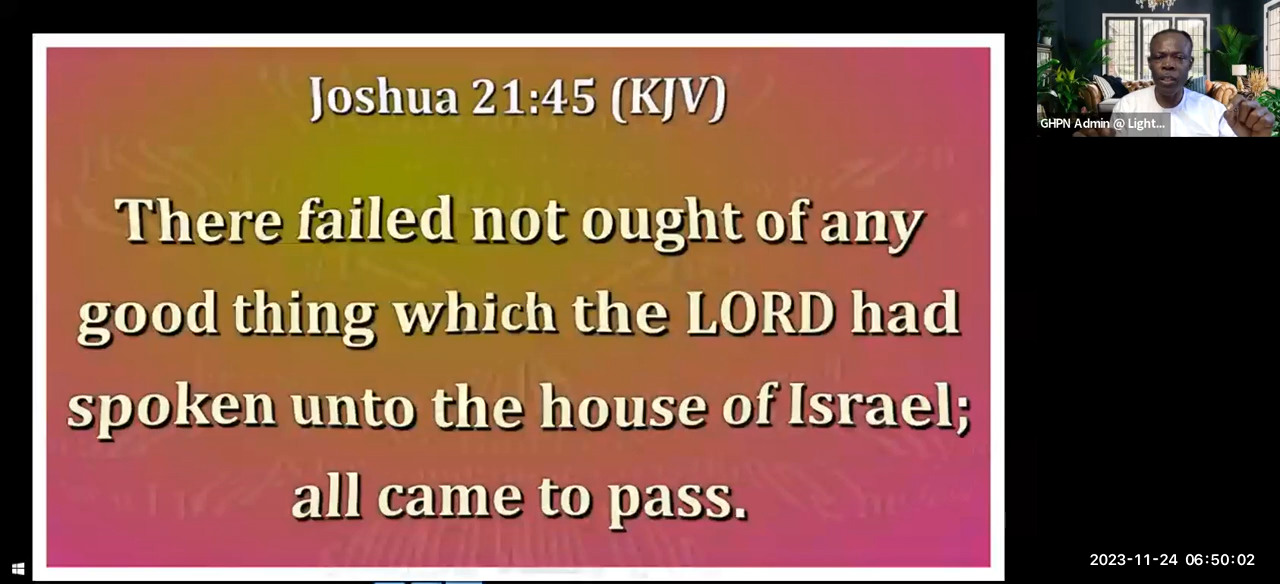 Joshua 21:45 (KJV)
There failed not ought of any
good thing which the LORD had
spoken unto the house of Israel;
all came to pass.
GHPN Admin @ Light...
2023-11-24 06:50:02